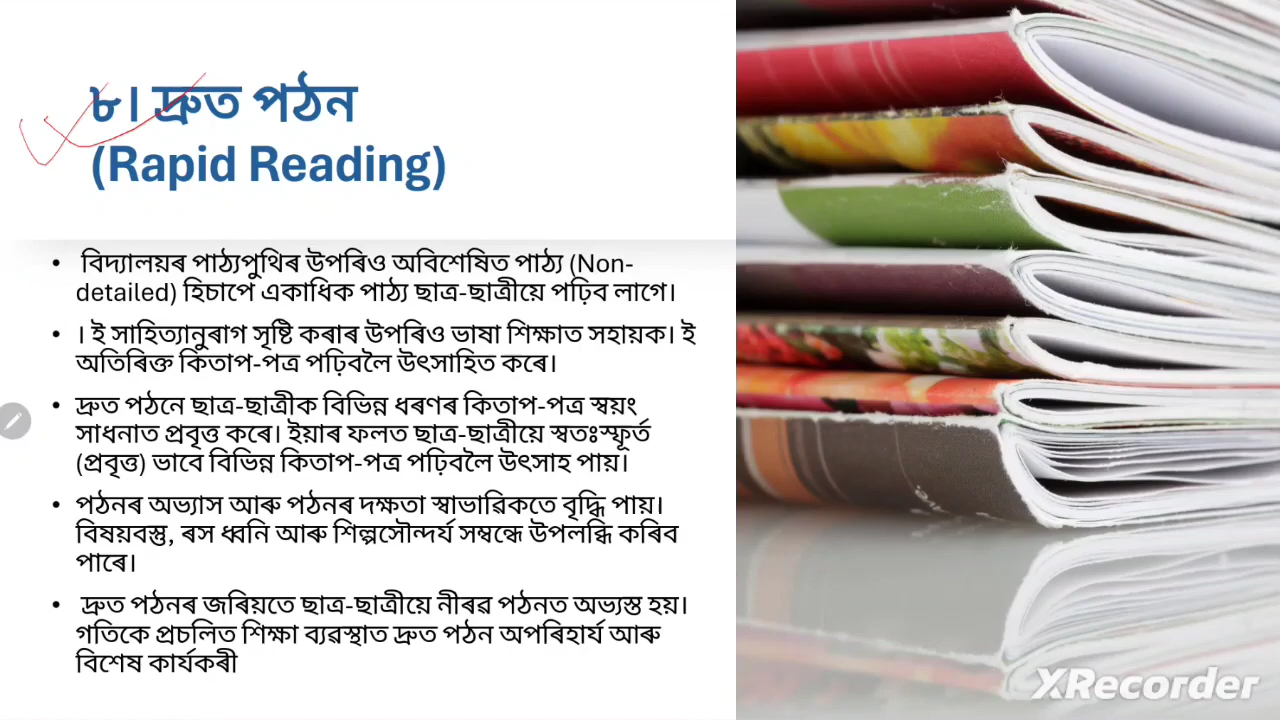 ৮। দ্ৰুত পঠন
(Rapid Reading)
• বিদ্যালয়ৰ পাঠ্যপুথিৰ উপৰিও অবিশেষিত পাঠ্য (Non-
detailed) হিচাপে একাধিক পাঠ্য ছাত্ৰ-ছাত্ৰীয়ে পঢ়িব লাগে।
• । ই সাহিত্যানুৰাগ সৃষ্টি কৰাৰ উপৰিও ভাষা শিক্ষাত সহায়ক। ই
অতিৰিক্ত কিতাপ-পত্ৰ পঢ়িবলৈ উৎসাহিত কৰে।
• দ্ৰুত পঠনে ছাত্ৰ-ছাত্ৰীক বিভিন্ন ধৰণৰ কিতাপ-পত্ৰ স্বয়ং
সাধনাত প্ৰবৃত্ত কৰে। ইয়াৰ ফলত ছাত্ৰ-ছাত্ৰীয়ে স্বতঃস্ফূৰ্ত
(প্ৰবৃত্ত) ভাবে বিভিন্ন কিতাপ-পত্ৰ পঢ়িবলৈ উৎসাহ পায়।
• পঠনৰ অভ্যাস আৰু পঠনৰ দক্ষতা স্বাভাৱিকতে বৃদ্ধি পায়।
বিষয়বস্তু, ৰস ধ্বনি আৰু শিল্পসৌন্দৰ্য সম্বন্ধে উপলব্ধি কৰিব
পাৰে।
• দ্ৰুত পঠনৰ জৰিয়তে ছাত্ৰ-ছাত্ৰীয়ে নীৰৱ পঠনত অভ্যস্ত হয়।
গতিকে প্ৰচলিত শিক্ষা ব্যৱস্থাত দ্ৰুত পঠন অপৰিহাৰ্য আৰু
বিশেষ কাৰ্যকৰী
XRecorder